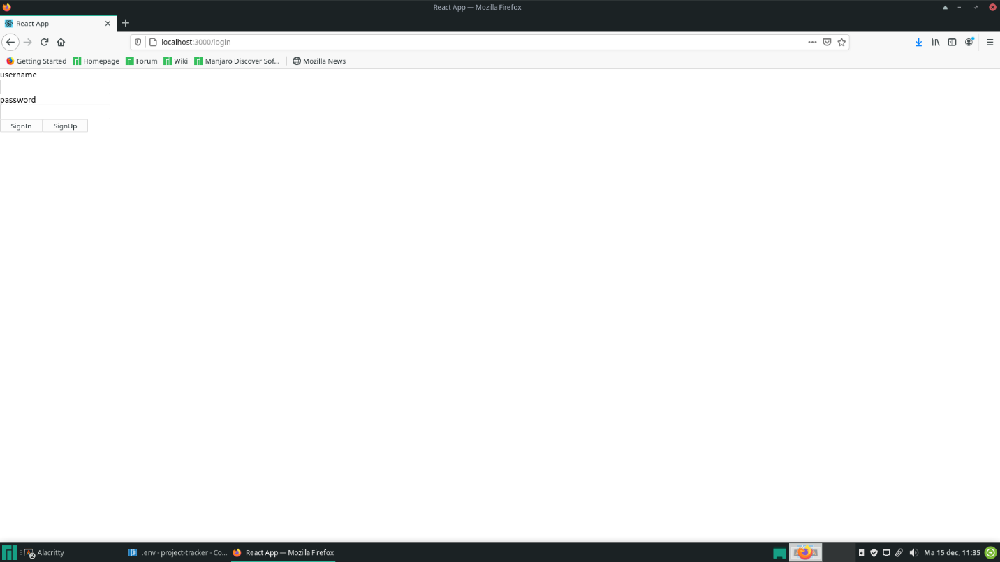 React App — Mozilla Firefox
React App
localhost:3000/login
Getting Started Homepage Forum Wiki Manjaro Discover Sof... Mozilla News
username
password
SignIn SignUp
2 Alacritty .env - project-tracker - Co... React App — Mozilla Firefox Ma 15 dec, 11:35